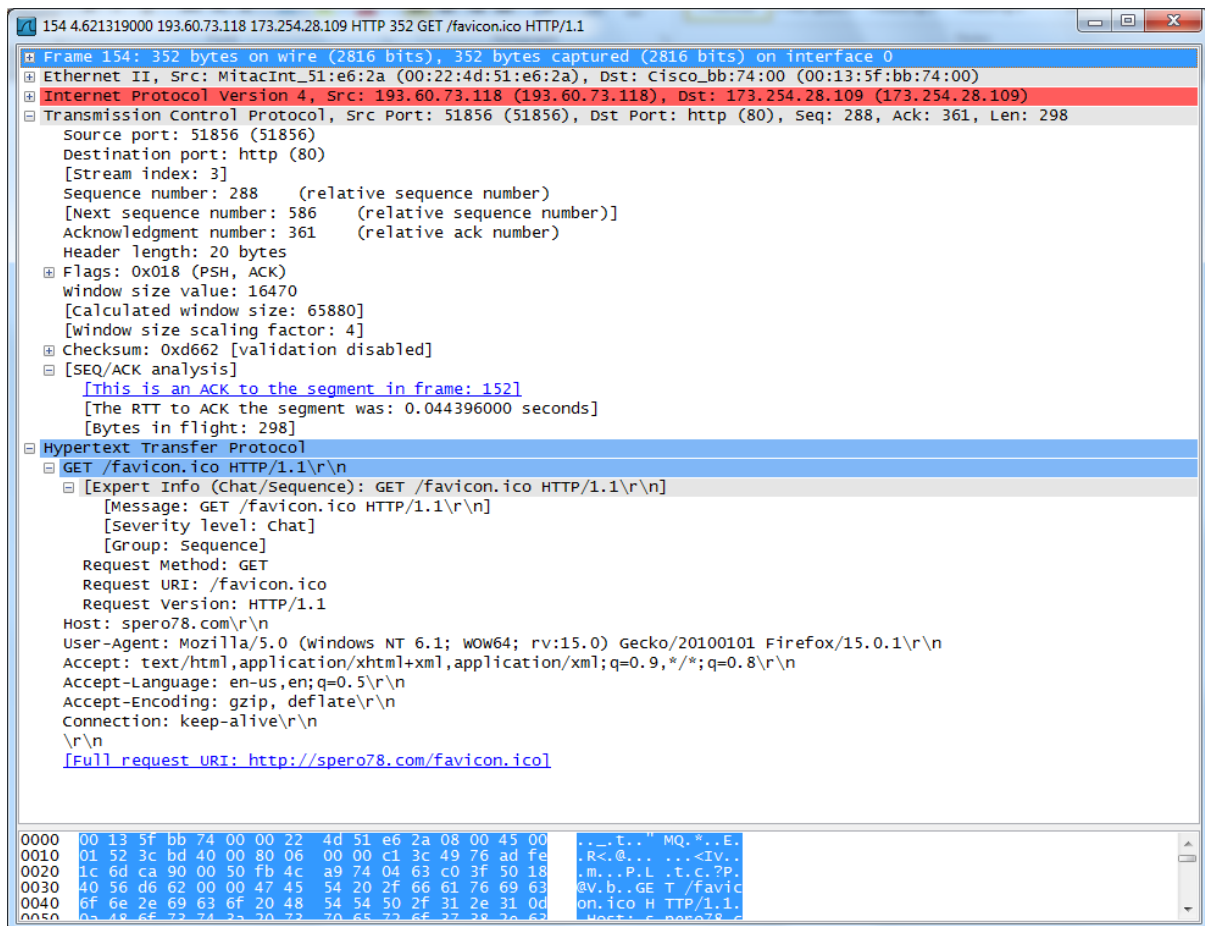 154 4.621319000 193.60.73.118 173.254.28.109 HTTP 352 GET /favicon.ico HTTP/1.1
Frame 154: 352 bytes on wire (2816 bits), 352 bytes captured (2816 bits) on interface 0
Ethernet II, Src: MitacInt_51:e6:2a (00:22:4d:51:e6:2a), Dst: Cisco_bb:74:00 (00:13:5f:bb:74:00)
Internet Protocol Version 4, Src: 193.60.73.118 (193.60.73.118), Dst: 173.254.28.109 (173.254.28.109)
Transmission Control Protocol, Src Port: 51856 (51856), Dst Port: http (80), Seq: 288, Ack: 361, Len: 298
Source port: 51856 (51856)
Destination port: http (80)
[Stream index: 3]
Sequence number: 288    (relative sequence number)
[Next sequence number: 586    (relative sequence number)]
Acknowledgment number: 361    (relative ack number)
Header length: 20 bytes
Flags: 0x018 (PSH, ACK)
Window size value: 16470
[Calculated window size: 65880]
[Window size scaling factor: 4]
Checksum: 0xd662 [validation disabled]
[SEQ/ACK analysis]
[This is an ACK to the segment in frame: 152]
[The RTT to ACK the segment was: 0.044396000 seconds]
[Bytes in flight: 298]
Hypertext Transfer Protocol
GET /favicon.ico HTTP/1.1\r\n
[Expert Info (Chat/Sequence): GET /favicon.ico HTTP/1.1\r\n]
[Message: GET /favicon.ico HTTP/1.1\r\n]
[Severity level: Chat]
[Group: Sequence]
Request Method: GET
Request URI: /favicon.ico
Request Version: HTTP/1.1
Host: spero78.com\r\n
User-Agent: Mozilla/5.0 (Windows NT 6.1; WOW64; rv:15.0) Gecko/20100101 Firefox/15.0.1\r\n
Accept: text/html,application/xhtml+xml,application/xml;q=0.9,*/*;q=0.8\r\n
Accept-Language: en-us,en;q=0.5\r\n
Accept-Encoding: gzip, deflate\r\n
Connection: keep-alive\r\n
\r\n
[Full request URI: http://spero78.com/favicon.ico]
0000  00 13 5f bb 74 00 00 22  4d 51 e6 2a 08 00 45 00   .._.t.." MQ.*..E.
0010  01 52 3c bd 40 00 80 06  00 00 c1 3c 49 76 ad fe   .R<.@... ...<Iv..
0020  1c 6d ca 90 00 50 fb 4c  a9 74 04 63 c0 3f 50 18   .m...P.L .t.c.?P.
0030  40 56 d6 62 00 00 47 45  54 20 2f 66 61 76 69 63   @V.b..GE T /favic
0040  6f 6e 2e 69 63 6f 20 48  54 54 50 2f 31 2e 31 0d   on.ico H TTP/1.1.
0050  0a 48 6f 73 74 3a 20 73  70 65 72 6f 37 38 2e 63   .Host: s pero78.c